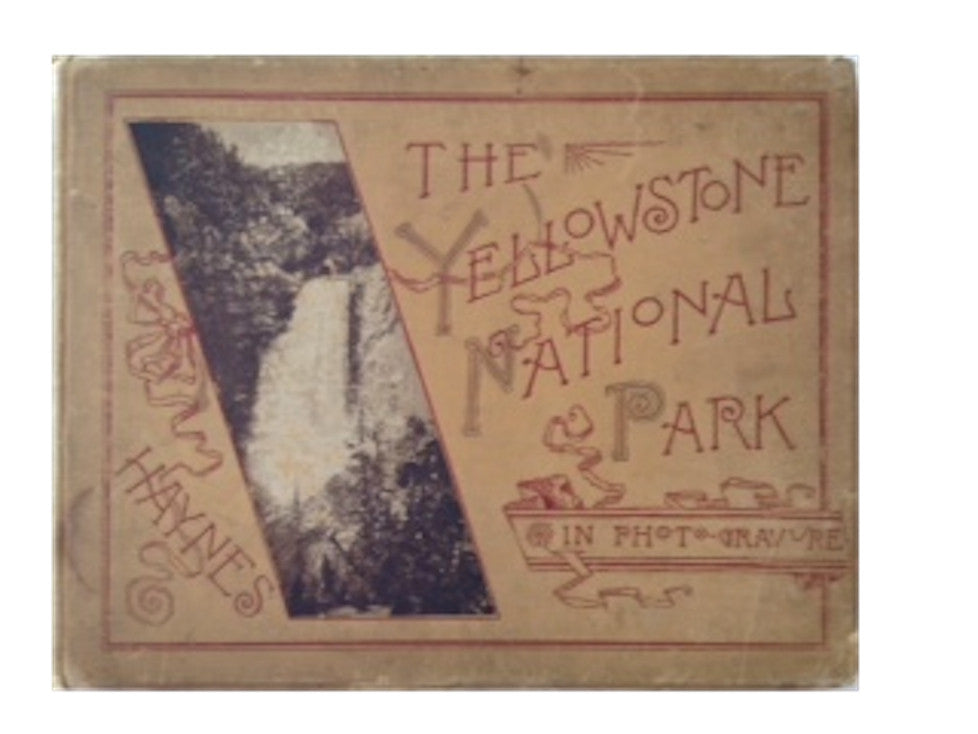 THE
YELLOWSTONE
NATIONAL
PARK
IN PHOTO-GRAVURE
HAYNES